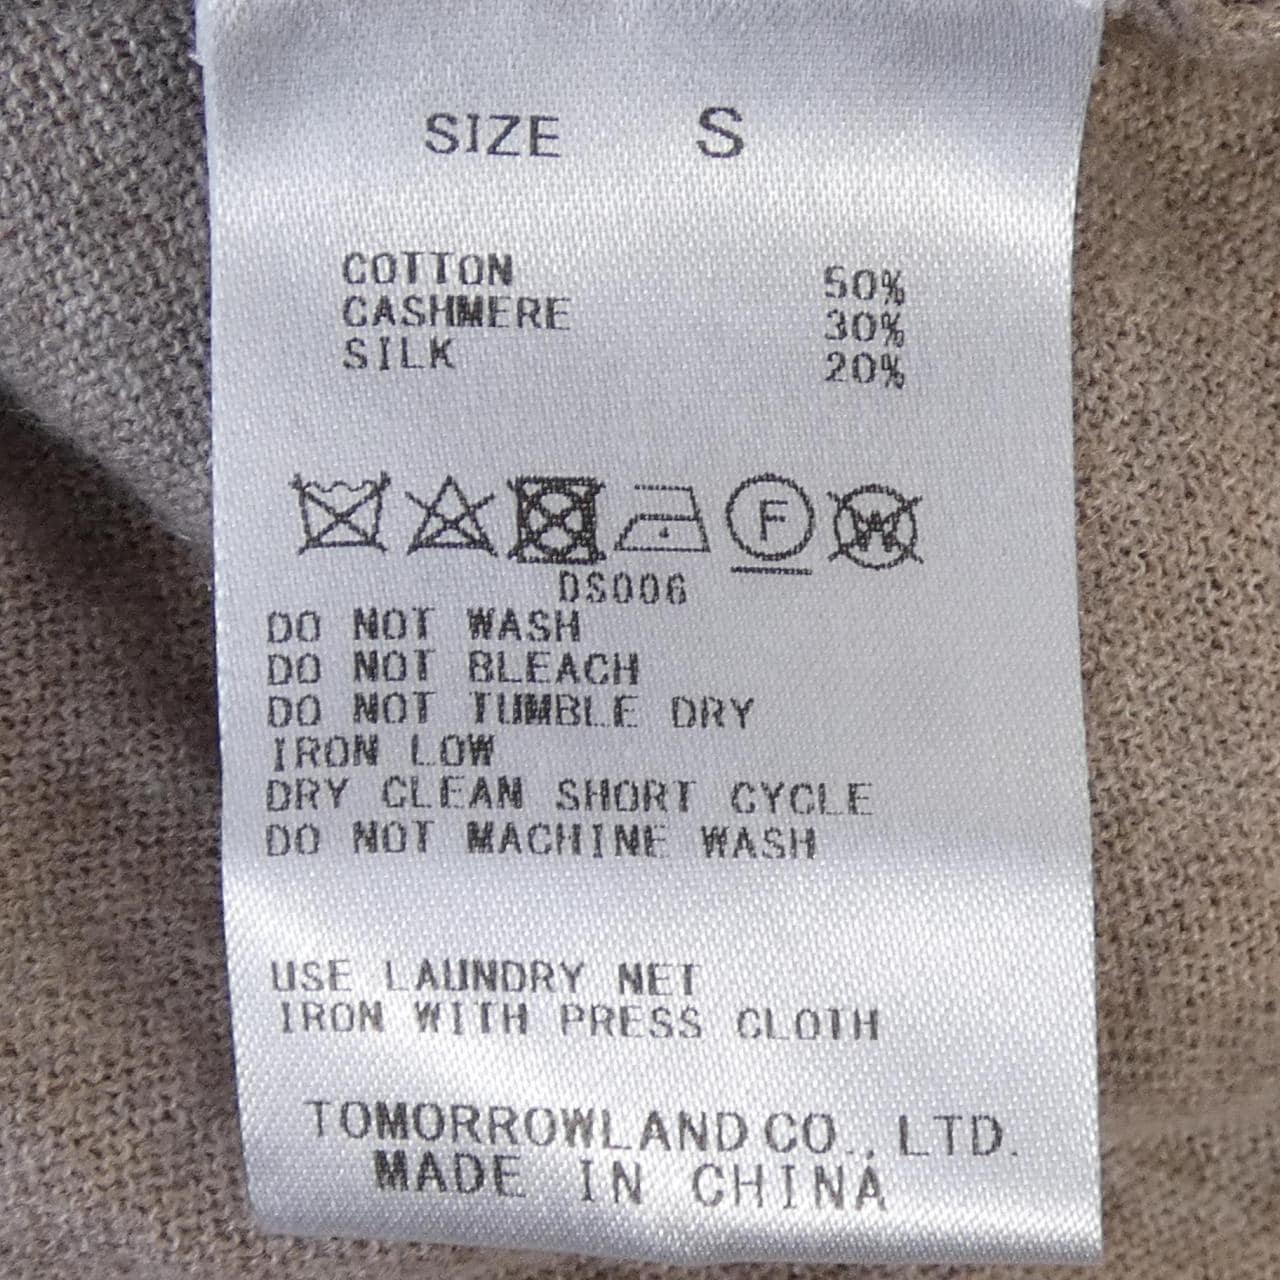 SIZE S
COTTON 50%
CASHMERE 30%
SILK 20%
F W
DS006
DO NOT WASH
DO NOT BLEACH
DO NOT TUMBLE DRY
IRON LOW
DRY CLEAN SHORT CYCLE
DO NOT MACHINE WASH
USE LAUNDRY NET
IRON WITH PRESS CLOTH
TOMORROWLAND CO., LTD.
MADE IN CHINA